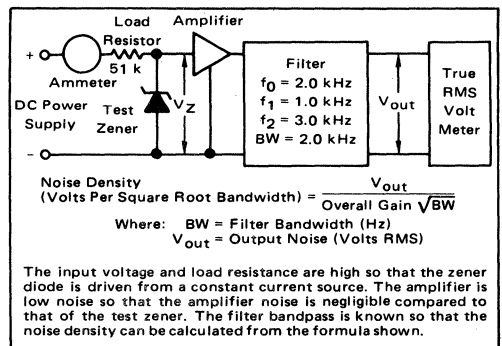 Load
Resistor
Amplifier
+
51 k
Ammeter
DC Power
Supply
Test
Zener
VZ
Filter
f0 = 2.0 kHz
f1 = 1.0 kHz
f2 = 3.0 kHz
BW = 2.0 kHz
Vout
True
RMS
Volt
Meter
−
Noise Density
(Volts Per Square Root Bandwidth) = Vout / Overall Gain √BW
Where: BW = Filter Bandwidth (Hz)
Vout = Output Noise (Volts RMS)
The input voltage and load resistance are high so that the zener
diode is driven from a constant current source. The amplifier is
low noise so that the amplifier noise is negligible compared to
that of the test zener. The filter bandpass is known so that the
noise density can be calculated from the formula shown.